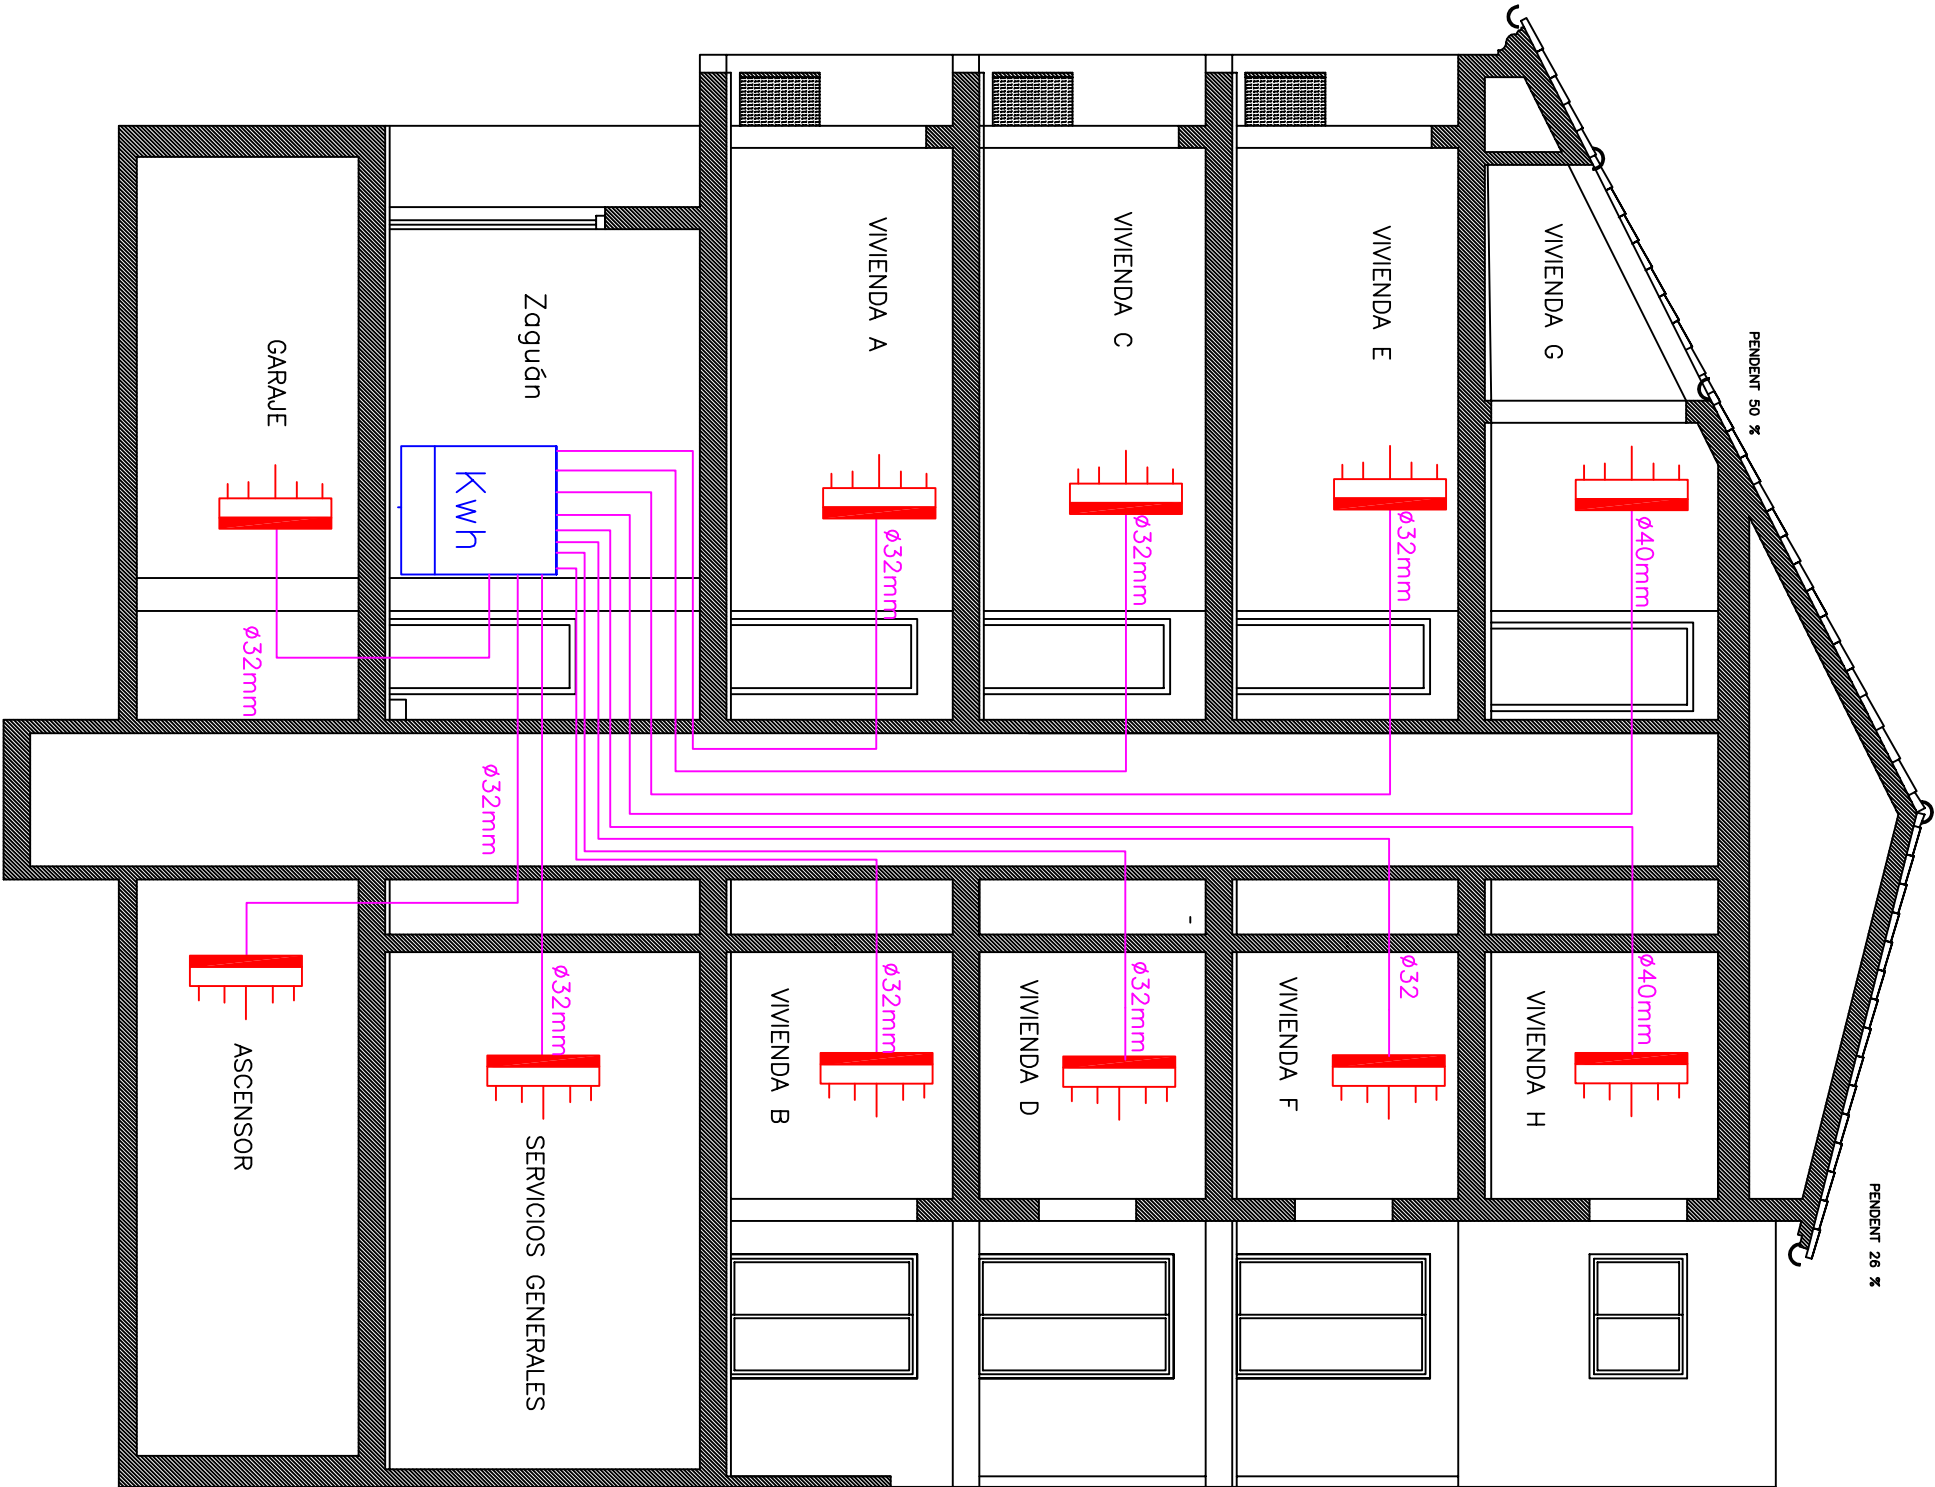 PENDENT 50 %
PENDENT 26 %
VIVIENDA G
ø40mm
ø40mm
VIVIENDA H
VIVIENDA E
ø32mm
ø32
VIVIENDA F
VIVIENDA C
ø32mm
ø32mm
VIVIENDA D
VIVIENDA A
ø32mm
ø32mm
VIVIENDA B
Zaguán
Kwh
ø32mm
ø32mm
SERVICIOS GENERALES
GARAJE
ø32mm
ASCENSOR